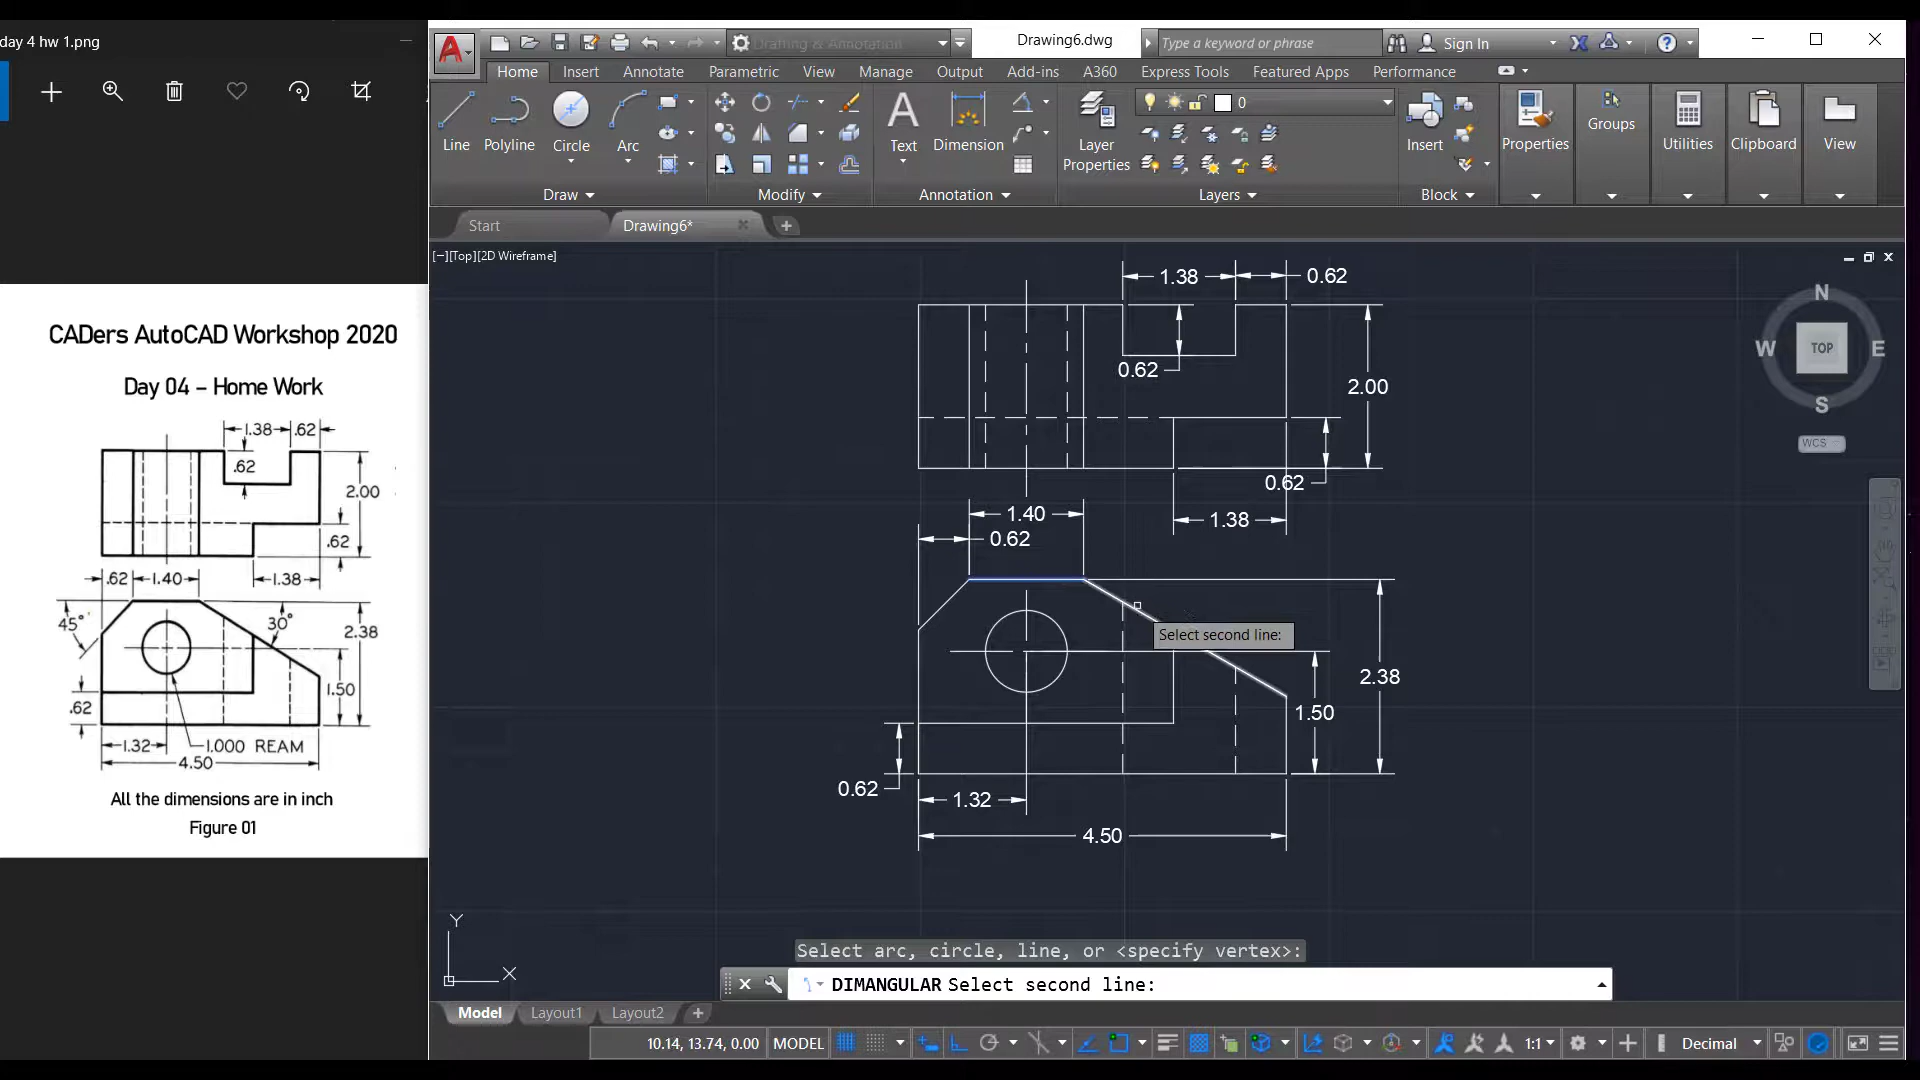 day 4 hw 1.png
CADers AutoCAD Workshop 2020
Day 04 – Home Work
1.38 .62
.62
2.00
.62
.62 1.40 1.38
45° 30°
2.38
1.50
.62
1.32 1.000 REAM
4.50
All the dimensions are in inch
Figure 01
A Drafting & Annotation Drawing6.dwg Type a keyword or phrase Sign In
Home Insert Annotate Parametric View Manage Output Add-ins A360 Express Tools Featured Apps Performance
0
Line Polyline Circle Arc Text Dimension Layer Properties Insert Properties Groups Utilities Clipboard View
Draw Modify Annotation Layers Block
Start Drawing6*
[−][Top][2D Wireframe]
1.38 0.62
0.62
2.00
0.62
1.40 1.38
0.62
Select second line:
2.38
1.50
0.62 1.32
4.50
N
W TOP E
S
WCS
Y
X
Select arc, circle, line, or <specify vertex>:
DIMANGULAR Select second line:
Model Layout1 Layout2
10.14, 13.74, 0.00 MODEL 1:1 Decimal